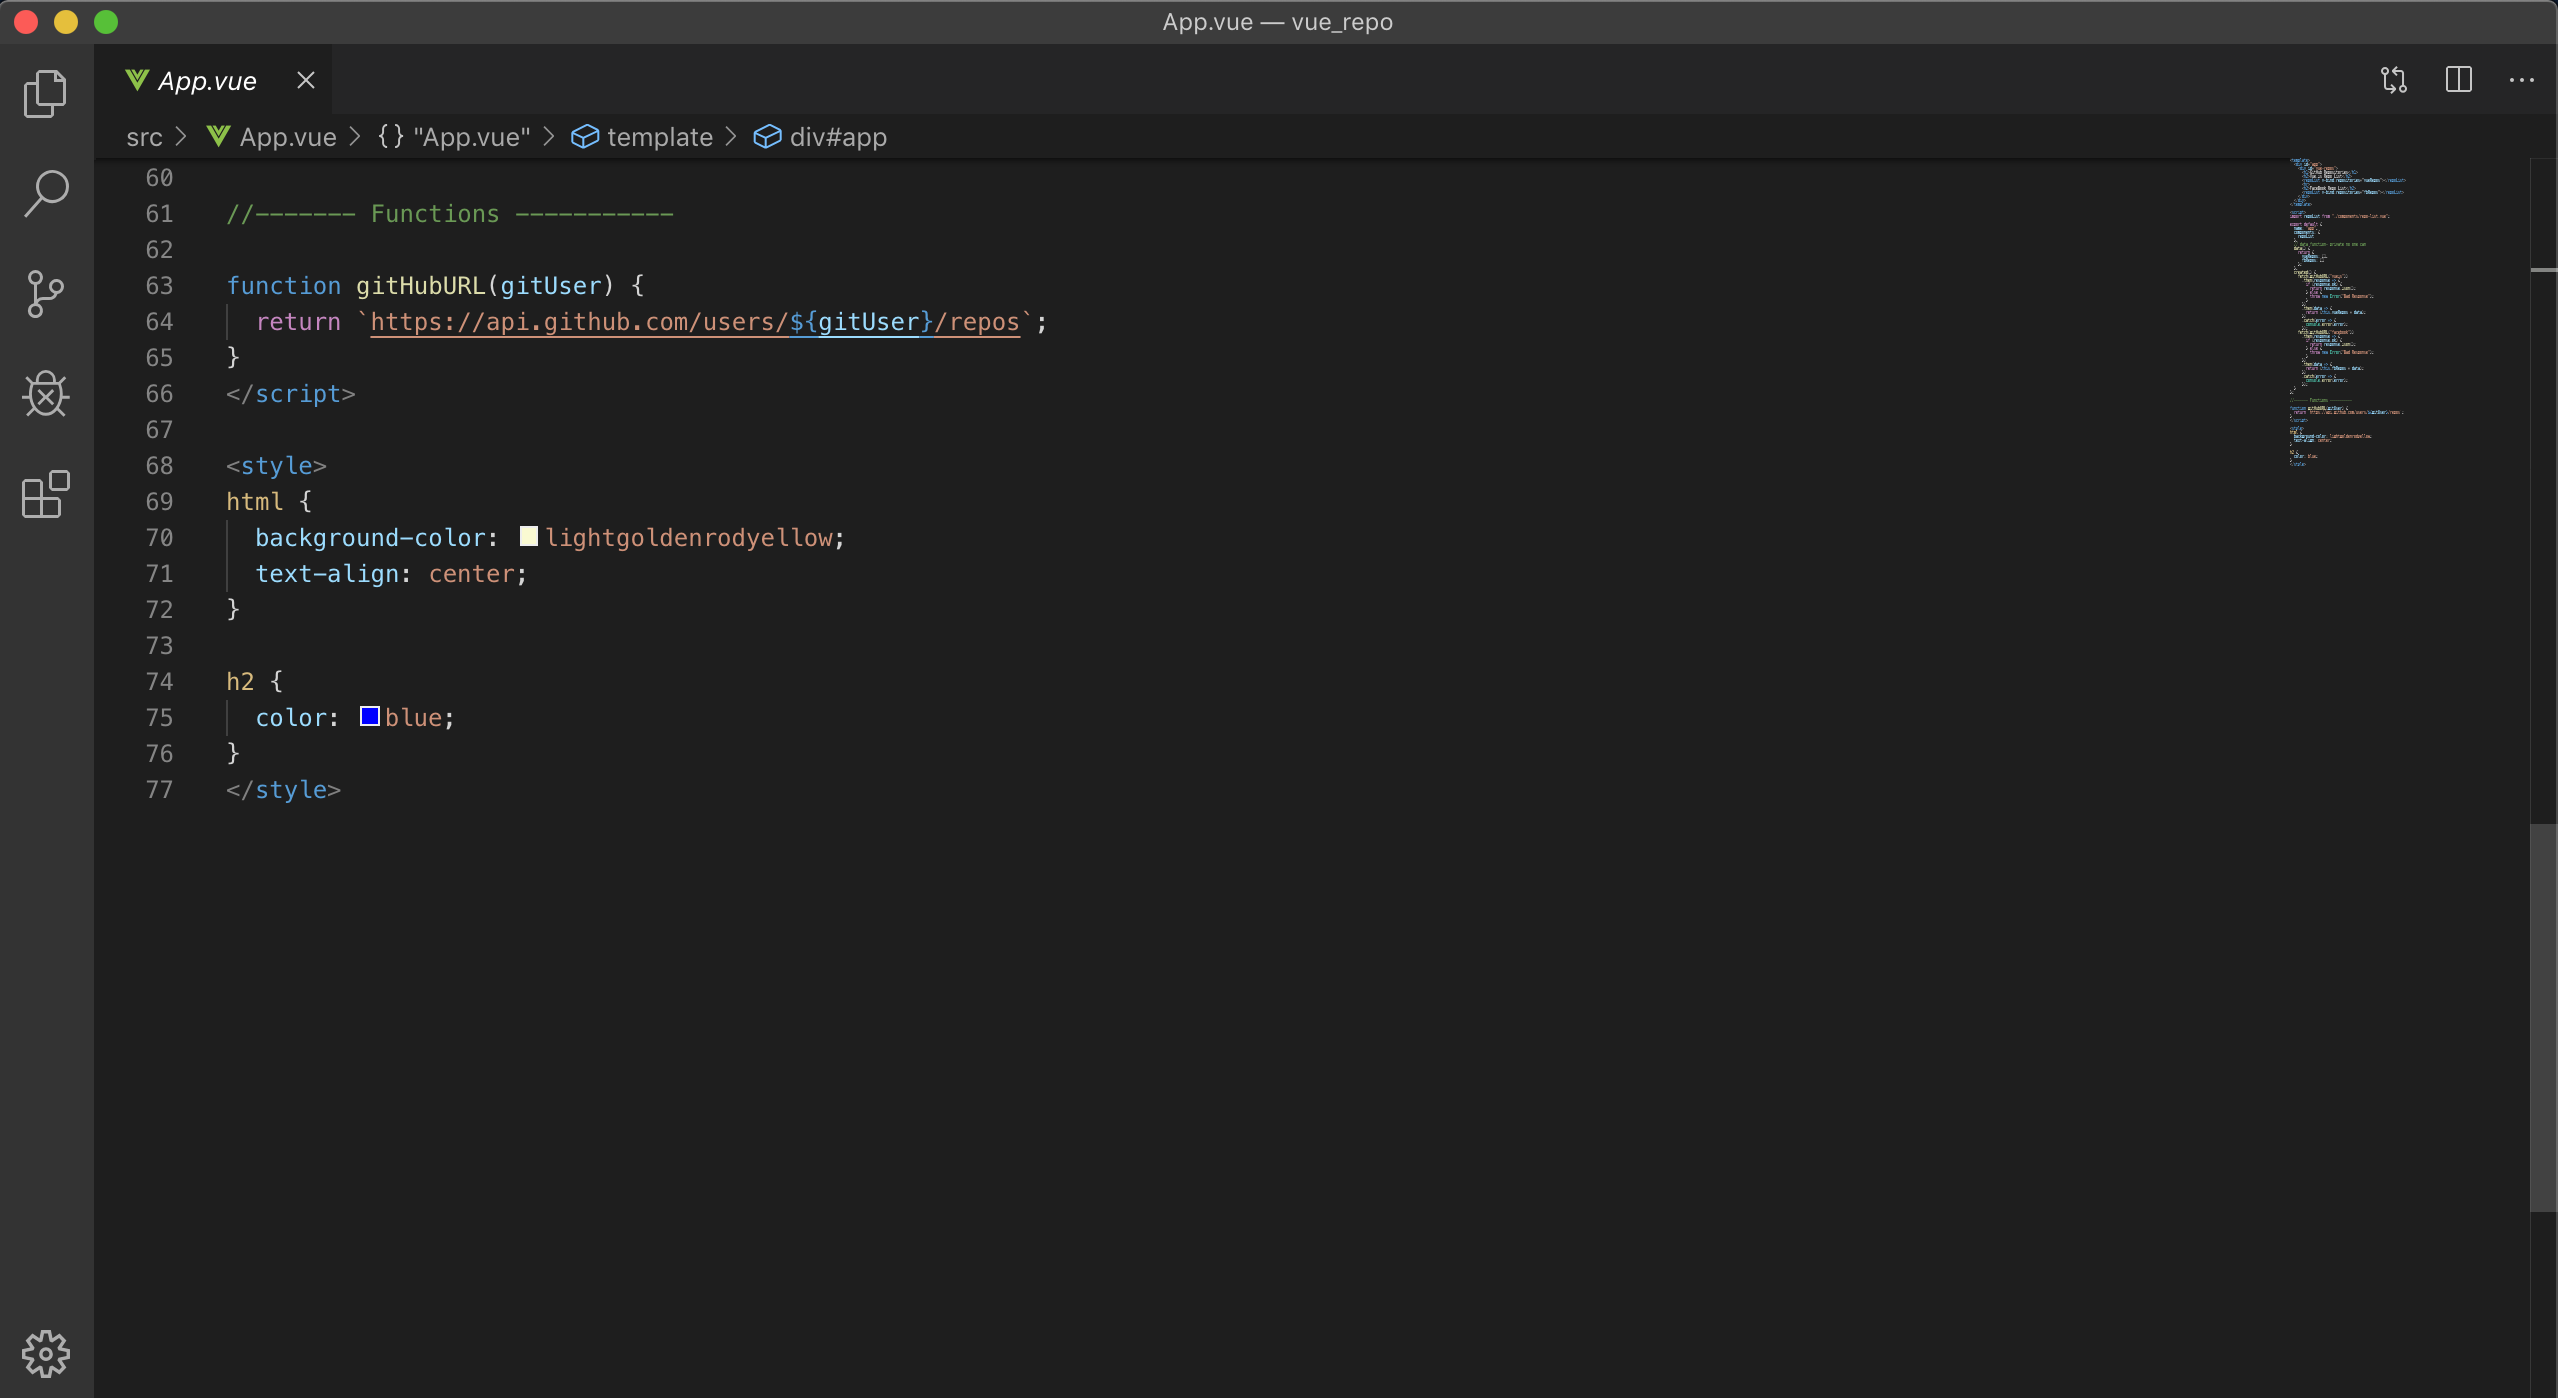 App.vue — vue_repo
App.vue
src > App.vue > {} "App.vue" > template > div#app
60
61 //------- Functions -----------
62
63 function gitHubURL(gitUser) {
64 return `https://api.github.com/users/${gitUser}/repos`;
65 }
66 </script>
67
68 <style>
69 html {
70 background-color: lightgoldenrodyellow;
71 text-align: center;
72 }
73
74 h2 {
75 color: blue;
76 }
77 </style>